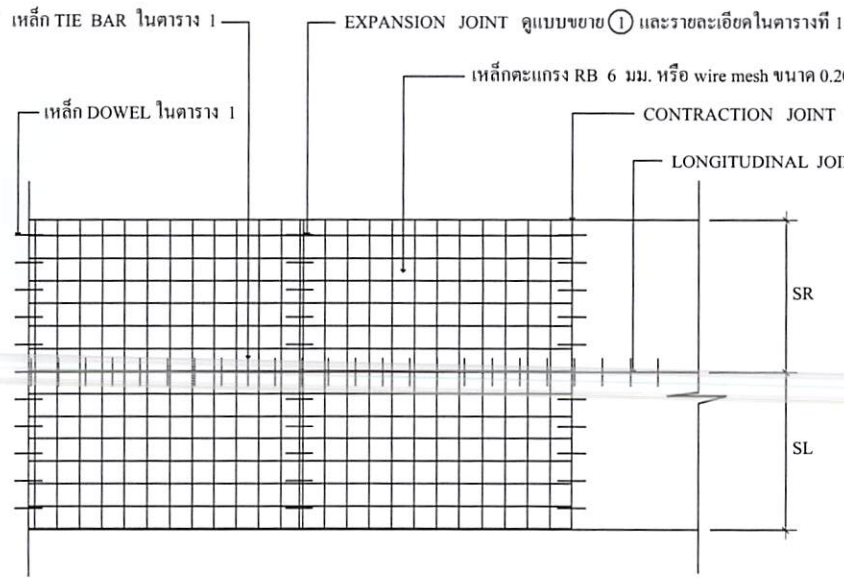 เหล็ก TIE BAR ในตาราง 1
EXPANSION JOINT ดูแบบขยาย 1 และรายละเอียดในตารางที่ 1
เหล็กตะแกรง RB 6 มม. หรือ wire mesh ขนาด 0.20
เหล็ก DOWEL ในตาราง 1
CONTRACTION JOINT
LONGITUDINAL
SR
SL